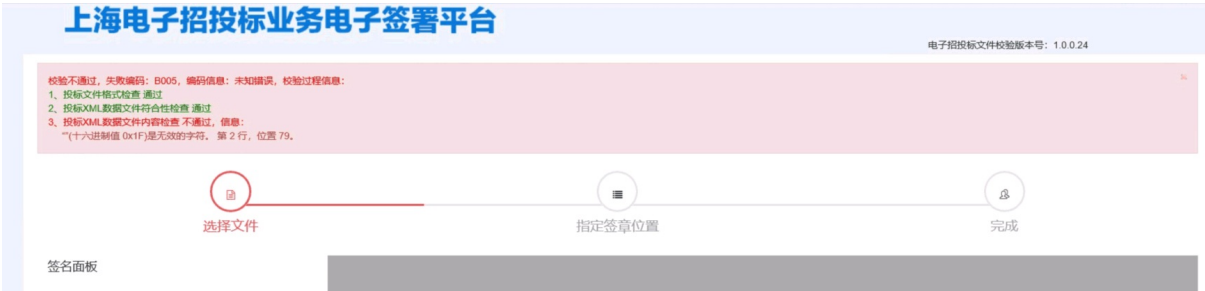 上海电子招投标业务电子签署平台
电子招投标文件校验版本号：1.0.0.24
校验不通过，失败编码：B005，编码信息：未知错误，校验过程信息：
1、投标文件格式检查 通过
2、投标XML数据文件符合性检查 通过
3、投标XML数据文件内容检查 不通过，信息：
“”(十六进制值 0x1F)是无效的字符。 第 2 行，位置 79。
选择文件
指定签章位置
完成
签名面板